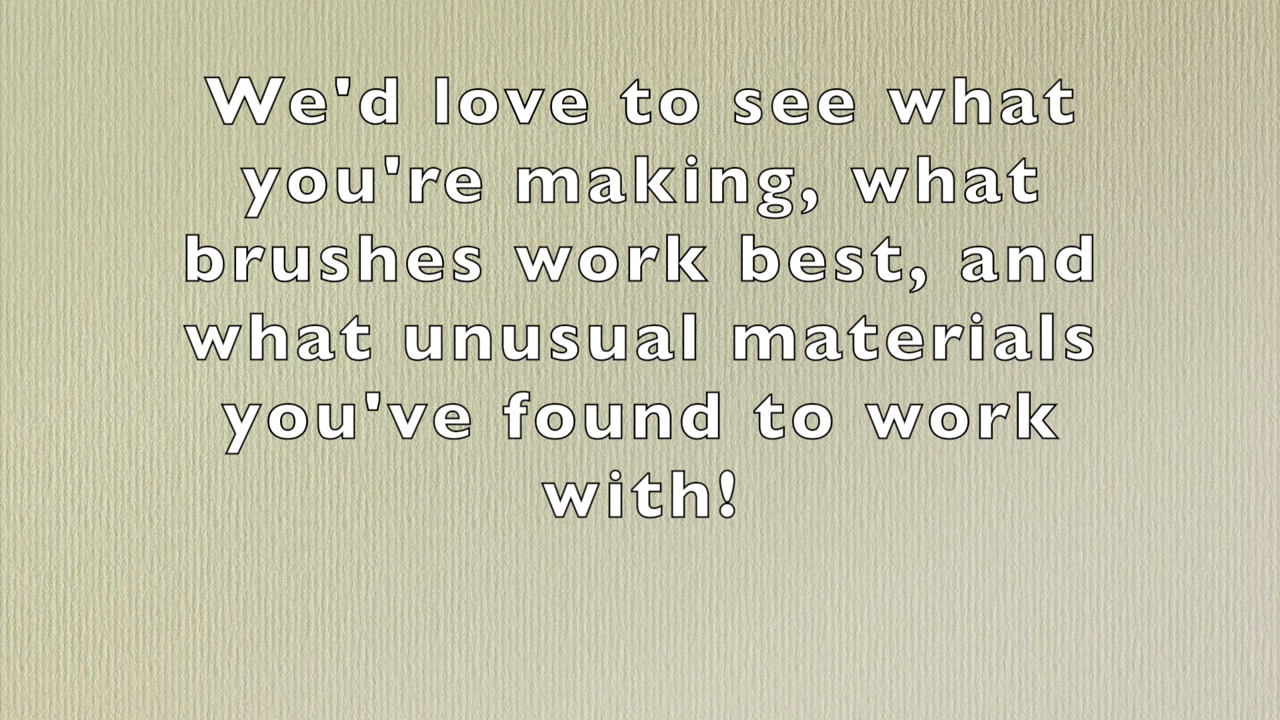 We'd love to see what
you're making, what
brushes work best, and
what unusual materials
you've found to work
with!